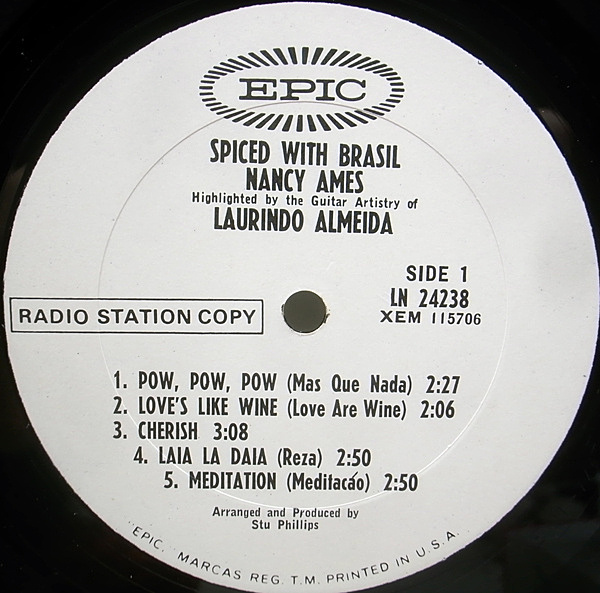 EPIC
SPICED WITH BRASIL
NANCY AMES
Highlighted by the Guitar Artistry of
LAURINDO ALMEIDA
SIDE 1
LN 24238
XEM 115706
RADIO STATION COPY
1. POW, POW, POW (Mas Que Nada) 2:27
2. LOVE'S LIKE WINE (Love Are Wine) 2:06
3. CHERISH 3:08
4. LAIA LA DAIA (Reza) 2:50
5. MEDITATION (Meditacáo) 2:50
Arranged and Produced by
Stu Phillips
"EPIC," MARCAS REG. T.M. PRINTED IN U.S.A.